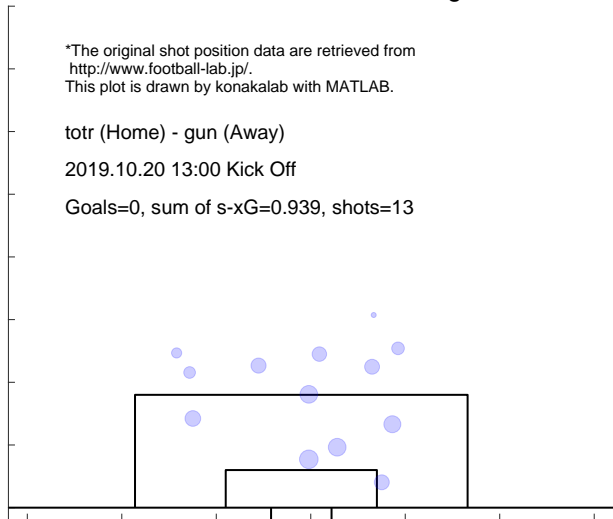 *The original shot position data are retrieved from
http://www.football-lab.jp/.
This plot is drawn by konakalab with MATLAB.
totr (Home) - gun (Away)
2019.10.20 13:00 Kick Off
Goals=0, sum of s-xG=0.939, shots=13